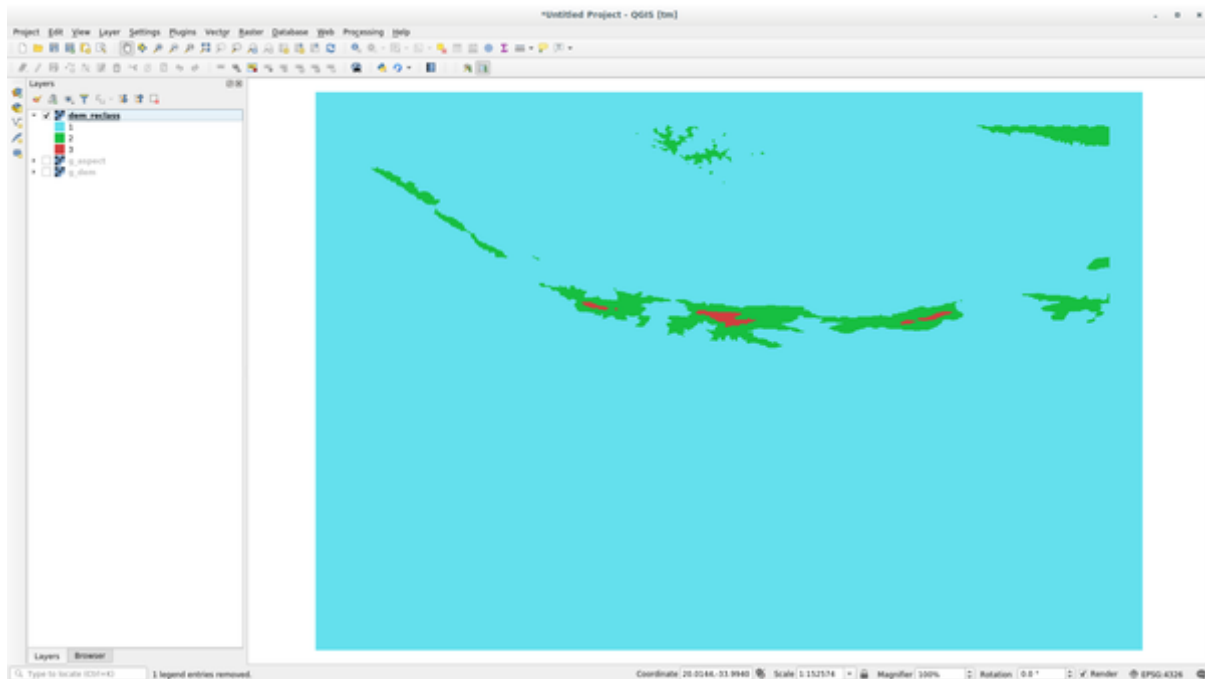 *Untitled Project - QGIS [tm]
Project Edit View Layer Settings Plugins Vector Raster Database Web Processing Help
Layers
dem_reclass
1
2
3
g_aspect
g_dem
Layers Browser
Type to locate (Ctrl+K) 1 legend entries removed. Coordinate 20.0144,-33.9940 Scale 1:152574 Magnifier 100% Rotation 0.0 ° Render EPSG:4326